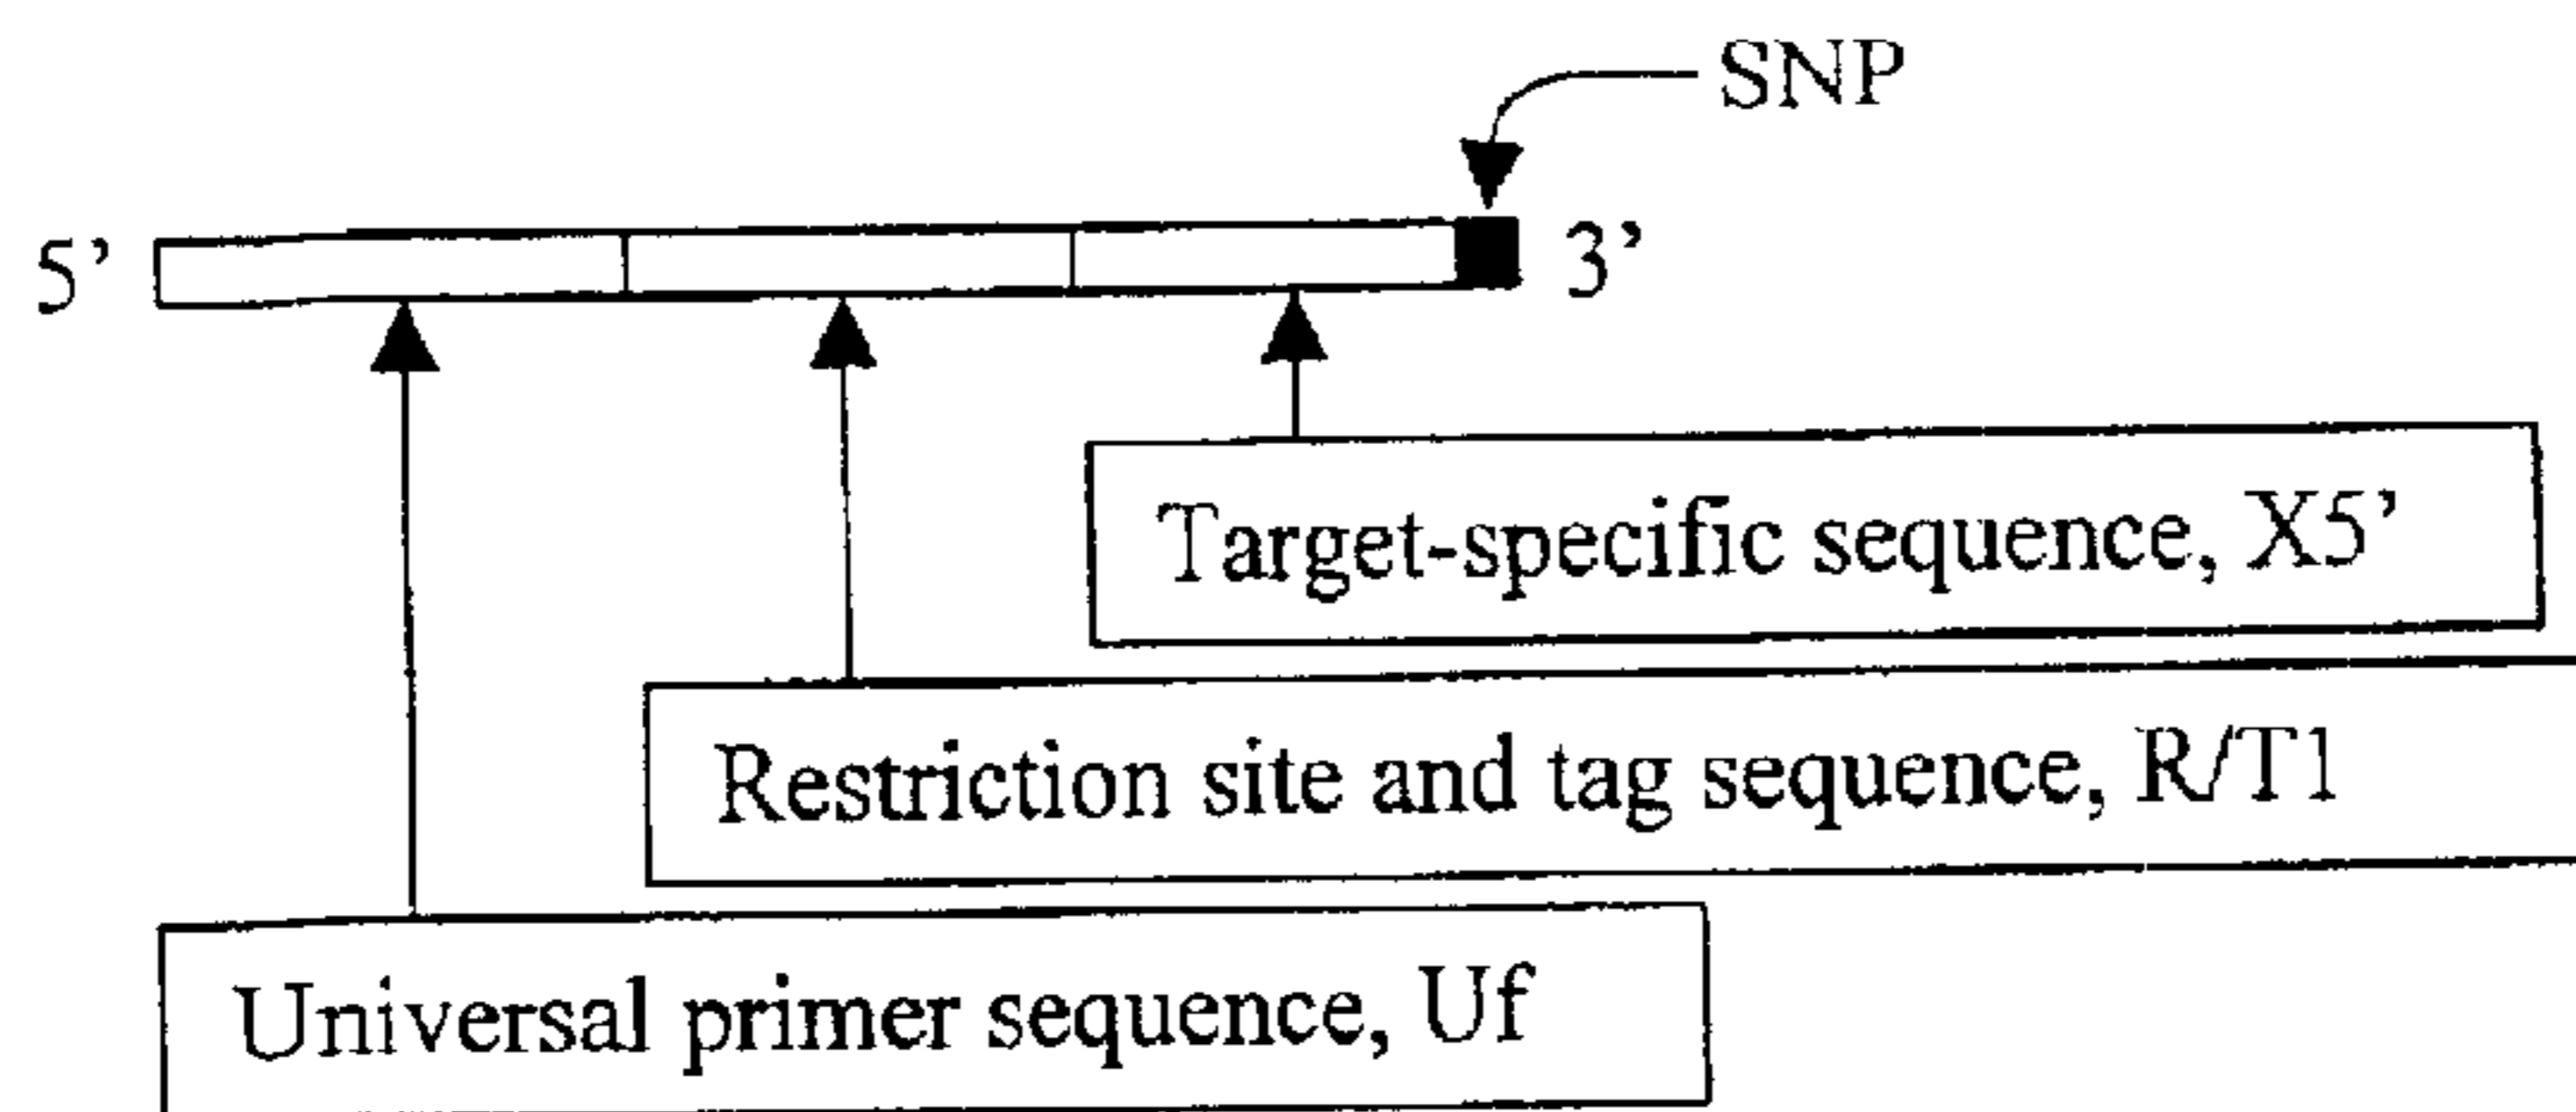 SNP
5’ 3’
Target-specific sequence, X5’
Restriction site and tag sequence, R/T1
Universal primer sequence, Uf